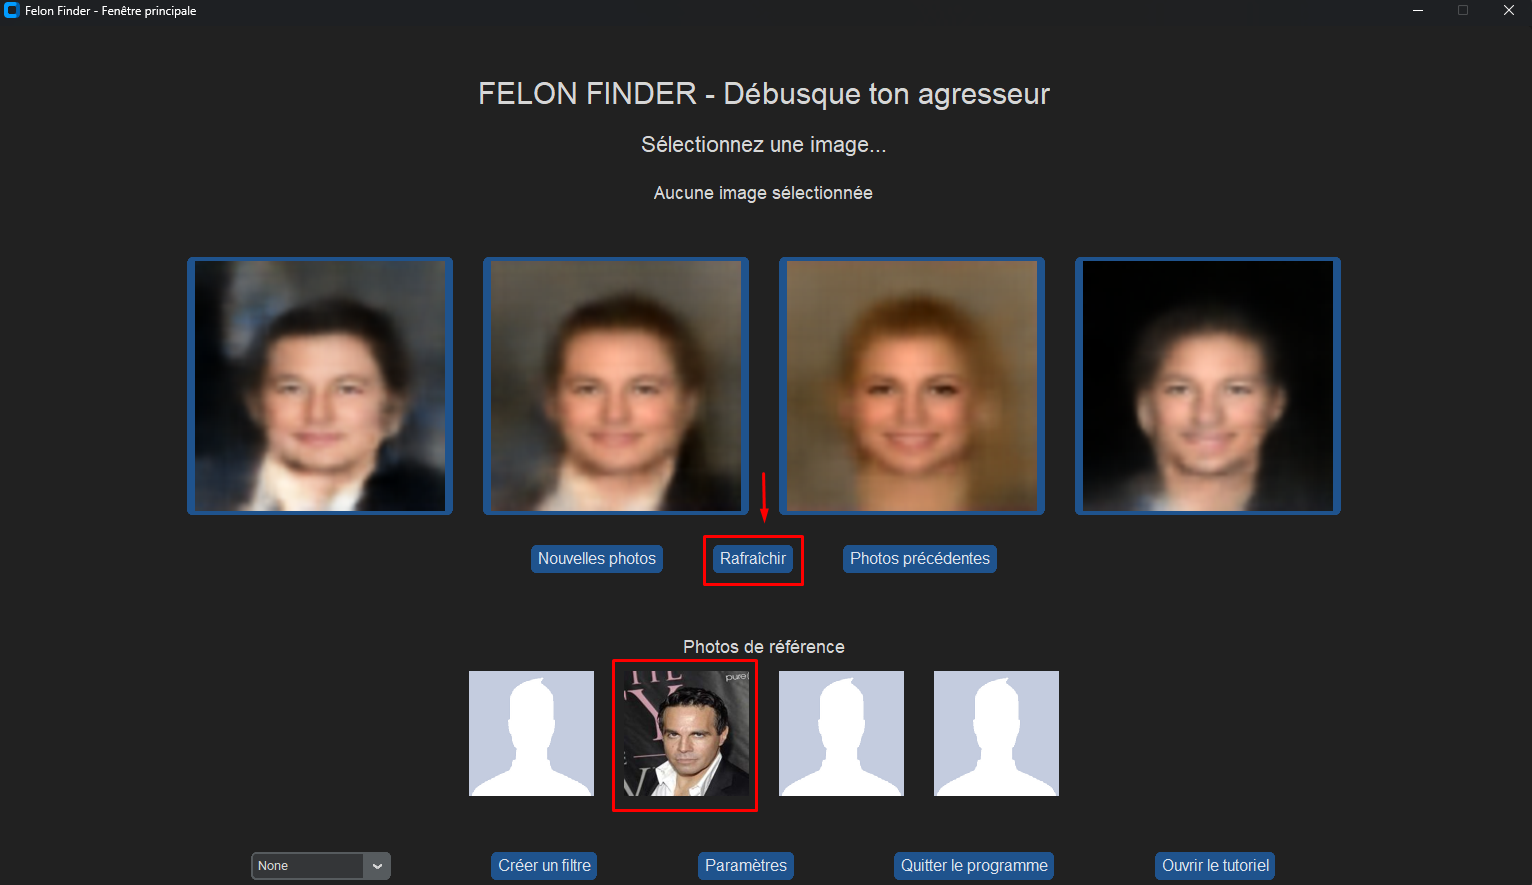 Felon Finder - Fenêtre principale
FELON FINDER - Débusque ton agresseur
Sélectionnez une image...
Aucune image sélectionnée
Nouvelles photos
Rafraîchir
Photos précédentes
Photos de référence
pure
None
Créer un filtre
Paramètres
Quitter le programme
Ouvrir le tutoriel